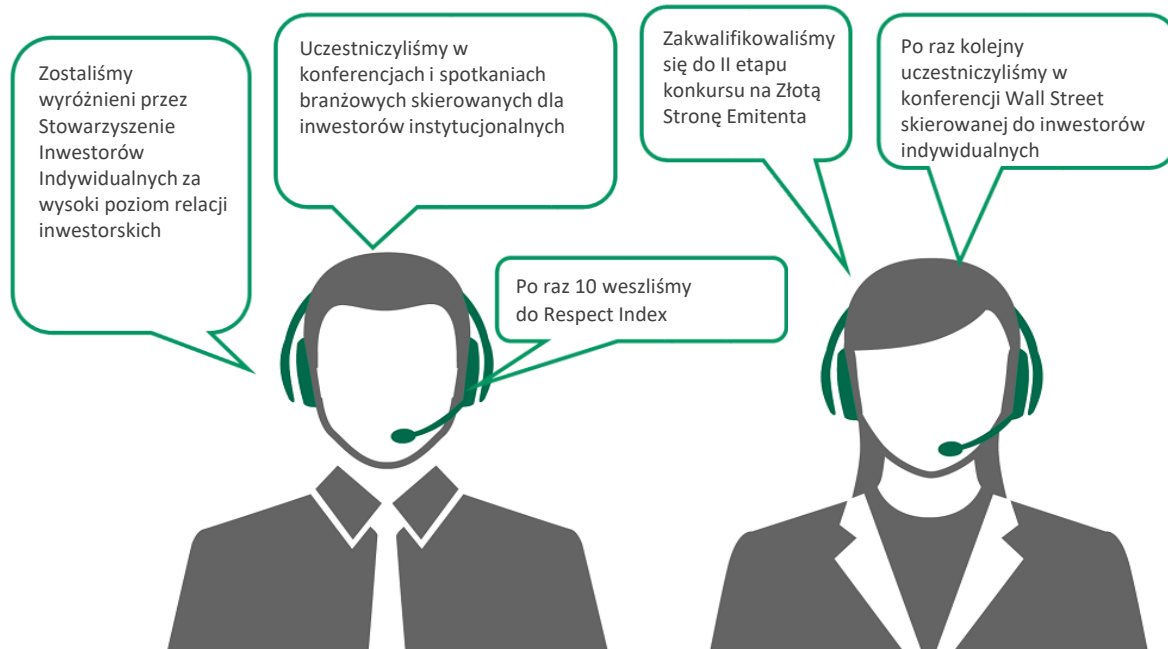 Zostaliśmy
wyróżnieni przez
Stowarzyszenie
Inwestorów
Indywidualnych za
wysoki poziom relacji
inwestorskich
Uczestniczyliśmy w
konferencjach i spotkaniach
branżowych skierowanych dla
inwestorów instytucjonalnych
Po raz 10 weszliśmy
do Respect Index
Zakwalifikowaliśmy
się do II etapu
konkursu na Złotą
Stronę Emitenta
Po raz kolejny
uczestniczyliśmy w
konferencji Wall Street
skierowanej do inwestorów
indywidualnych